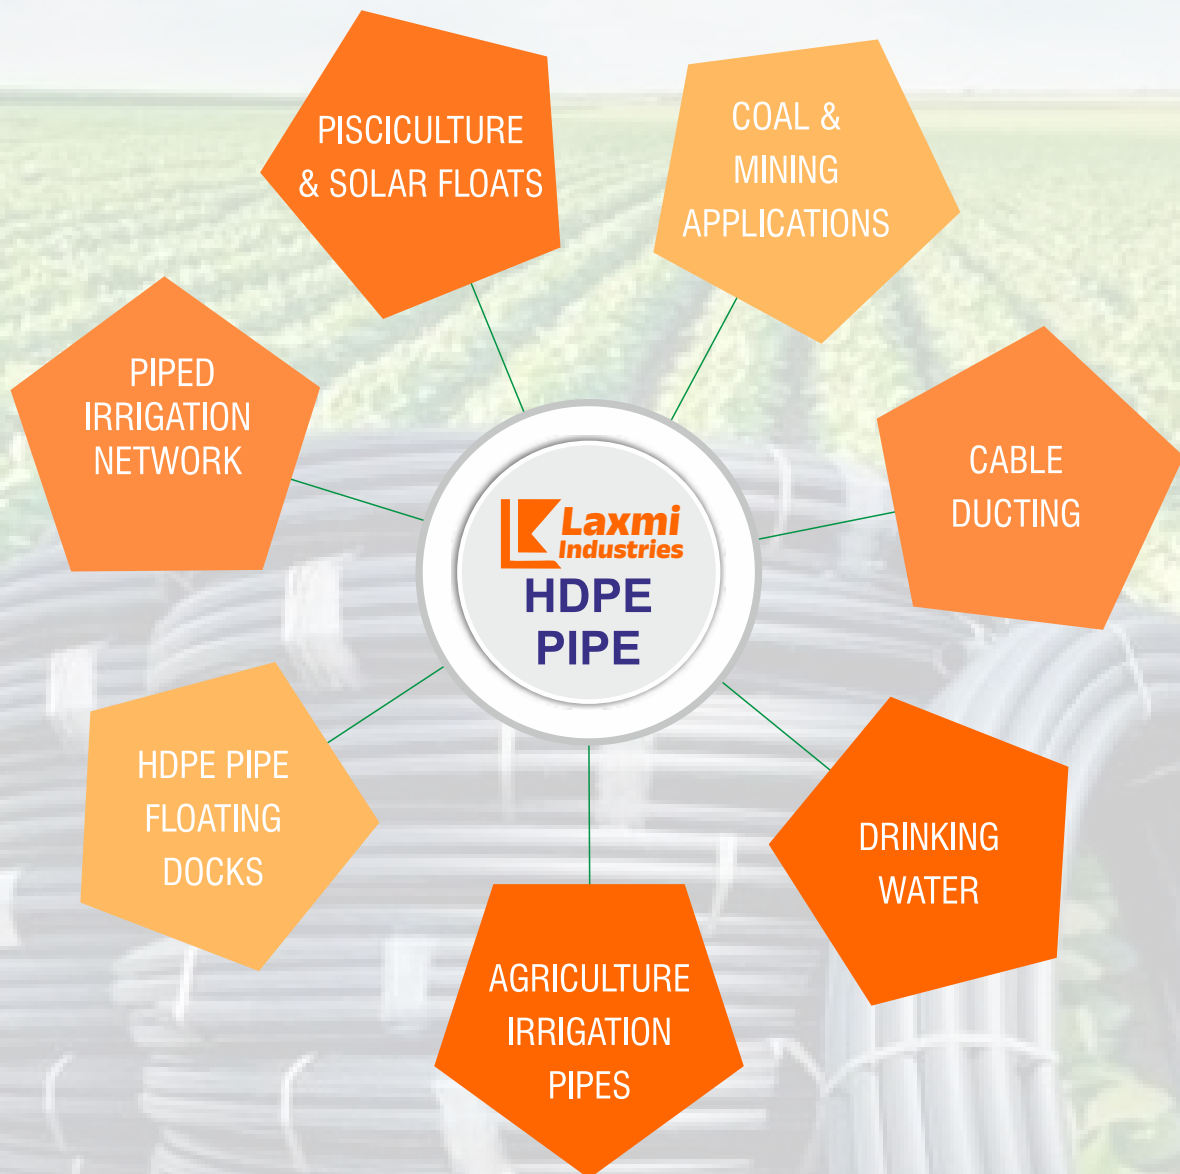 PISCICULTURE
& SOLAR FLOATS
COAL &
MINING
APPLICATIONS
PIPED
IRRIGATION
NETWORK
CABLE
DUCTING
Laxmi
Industries
HDPE
PIPE
HDPE PIPE
FLOATING
DOCKS
DRINKING
WATER
AGRICULTURE
IRRIGATION
PIPES